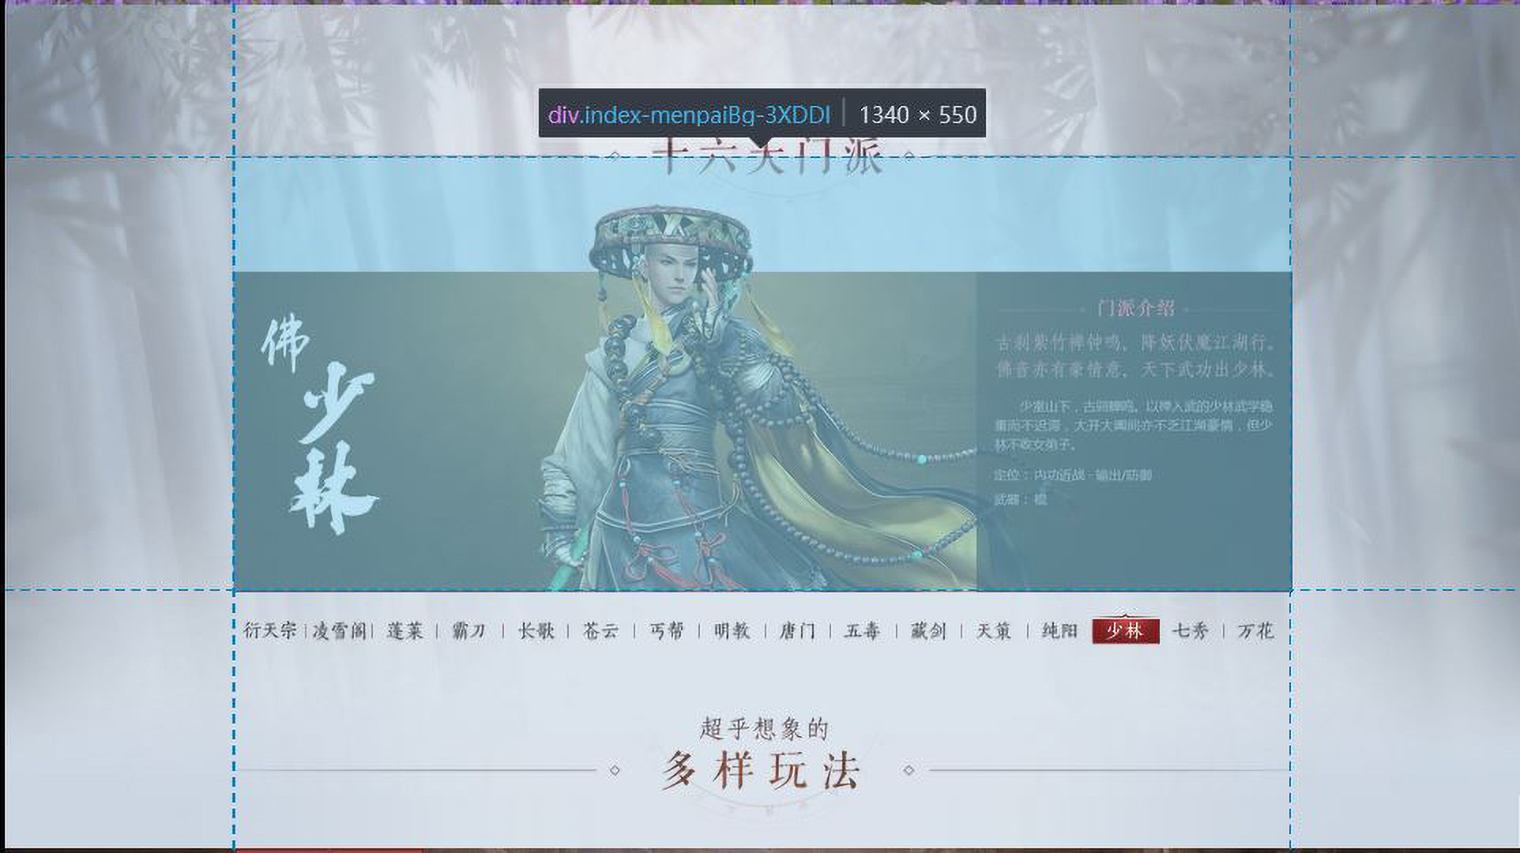 div.index-menpaiBg-3XDDI 1340 × 550
十六大门派
佛
少林
门派介绍
古刹紫竹禅钟鸣，降妖伏魔江湖行。
佛音亦有豪情意，天下武功出少林。
少室山下，古洞蝉鸣。以禅入武的少林武学稳
重而不迟滞，大开大阖间亦不乏江湖豪情，但少
林不收女弟子。
定位：内功近战 - 输出/防御
武器：棍
衍天宗 | 凌雪阁 | 蓬莱 | 霸刀 | 长歌 | 苍云 | 丐帮 | 明教 | 唐门 | 五毒 | 藏剑 | 天策 | 纯阳 少林 七秀 | 万花
超乎想象的
多样玩法